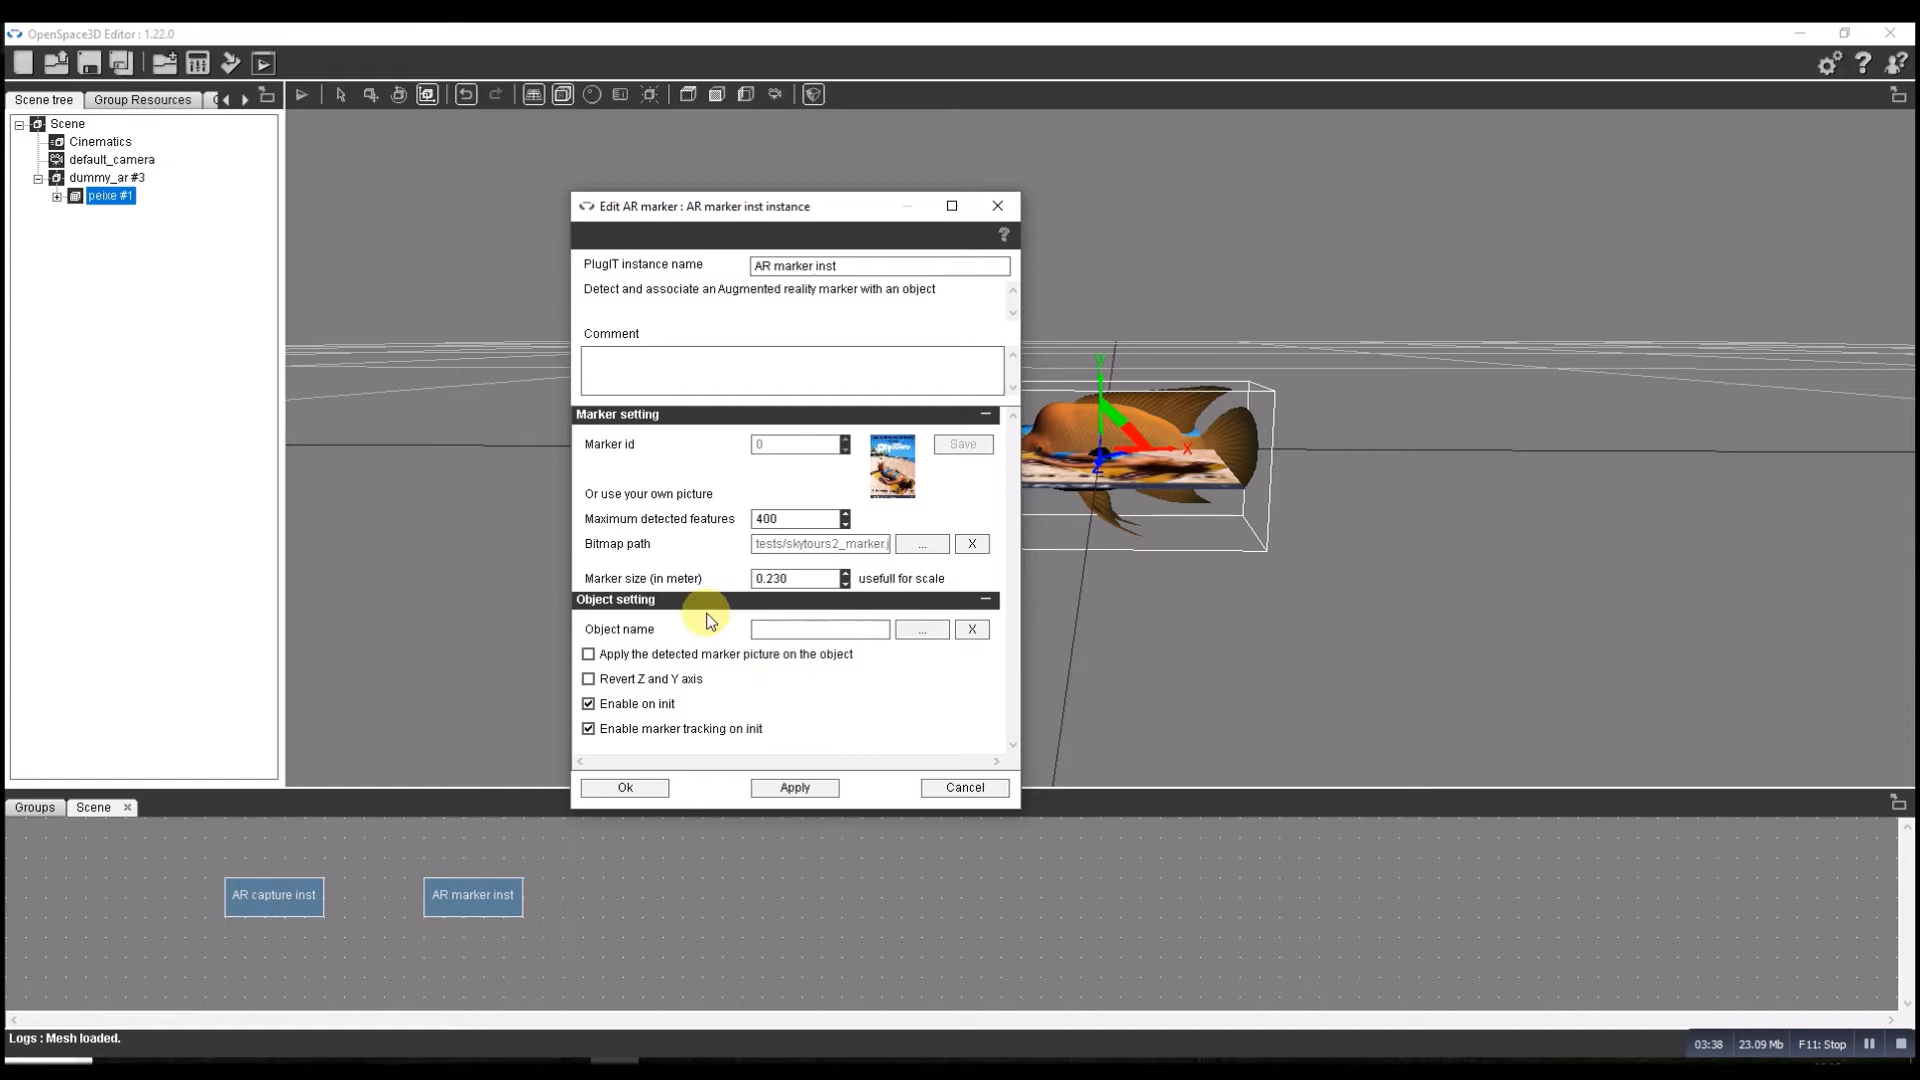 OpenSpace3D Editor : 1.22.0
Scene tree
Group Resources
Scene
Cinematics
default_camera
dummy_ar #3
peixe #1
Edit AR marker : AR marker inst instance
PlugIT instance name
AR marker inst
Detect and associate an Augmented reality marker with an object
Comment
Marker setting
Marker id
0
Save
Or use your own picture
Maximum detected features
400
Bitmap path
tests/skytours2_marker.j
...
X
Marker size (in meter)
0.230
usefull for scale
Object setting
Object name
...
X
Apply the detected marker picture on the object
Revert Z and Y axis
Enable on init
Enable marker tracking on init
Ok
Apply
Cancel
Y
X
Z
Groups
Scene
AR capture inst
AR marker inst
Logs : Mesh loaded.
03:38
23.09 Mb
F11: Stop